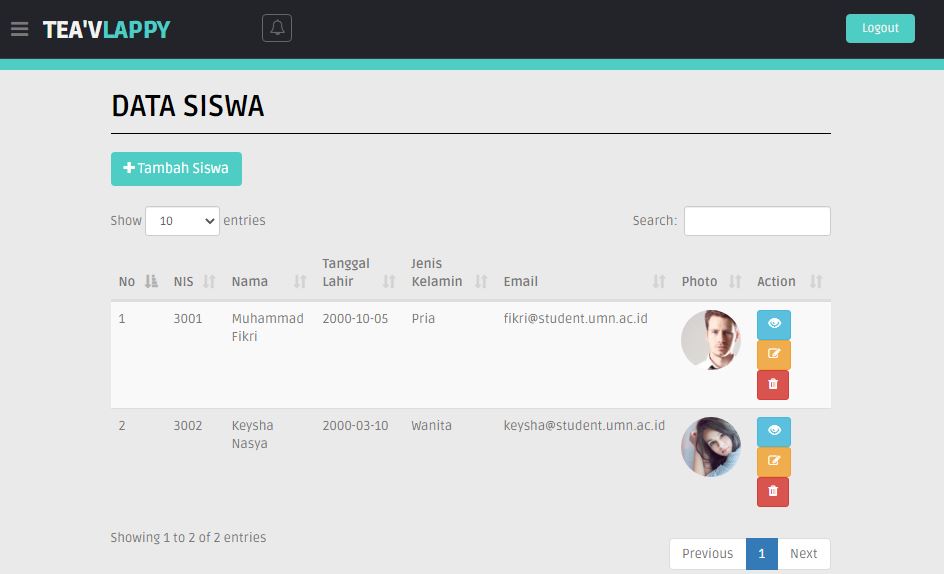 TEA'VLAPPY
Logout
DATA SISWA
Tambah Siswa
Show 10 entries
Search:
No NIS Nama Tanggal Lahir Jenis Kelamin Email Photo Action
1 3001 Muhammad Fikri 2000-10-05 Pria fikri@student.umn.ac.id
2 3002 Keysha Nasya 2000-03-10 Wanita keysha@student.umn.ac.id
Showing 1 to 2 of 2 entries
Previous 1 Next